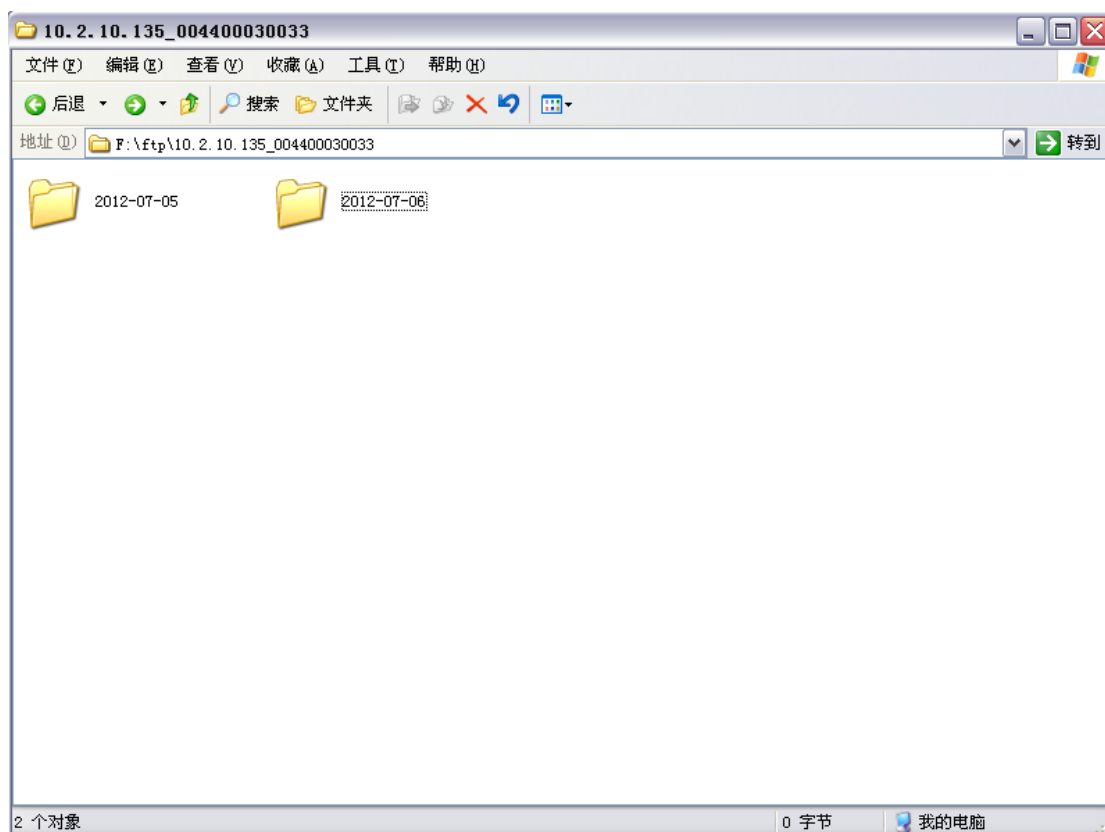 10.2.10.135_004400030033
文件(F) 编辑(E) 查看(V) 收藏(A) 工具(T) 帮助(H)
后退 搜索 文件夹
地址(D) F:\ftp\10.2.10.135_004400030033 转到
2012-07-05 2012-07-06
2 个对象 0 字节 我的电脑